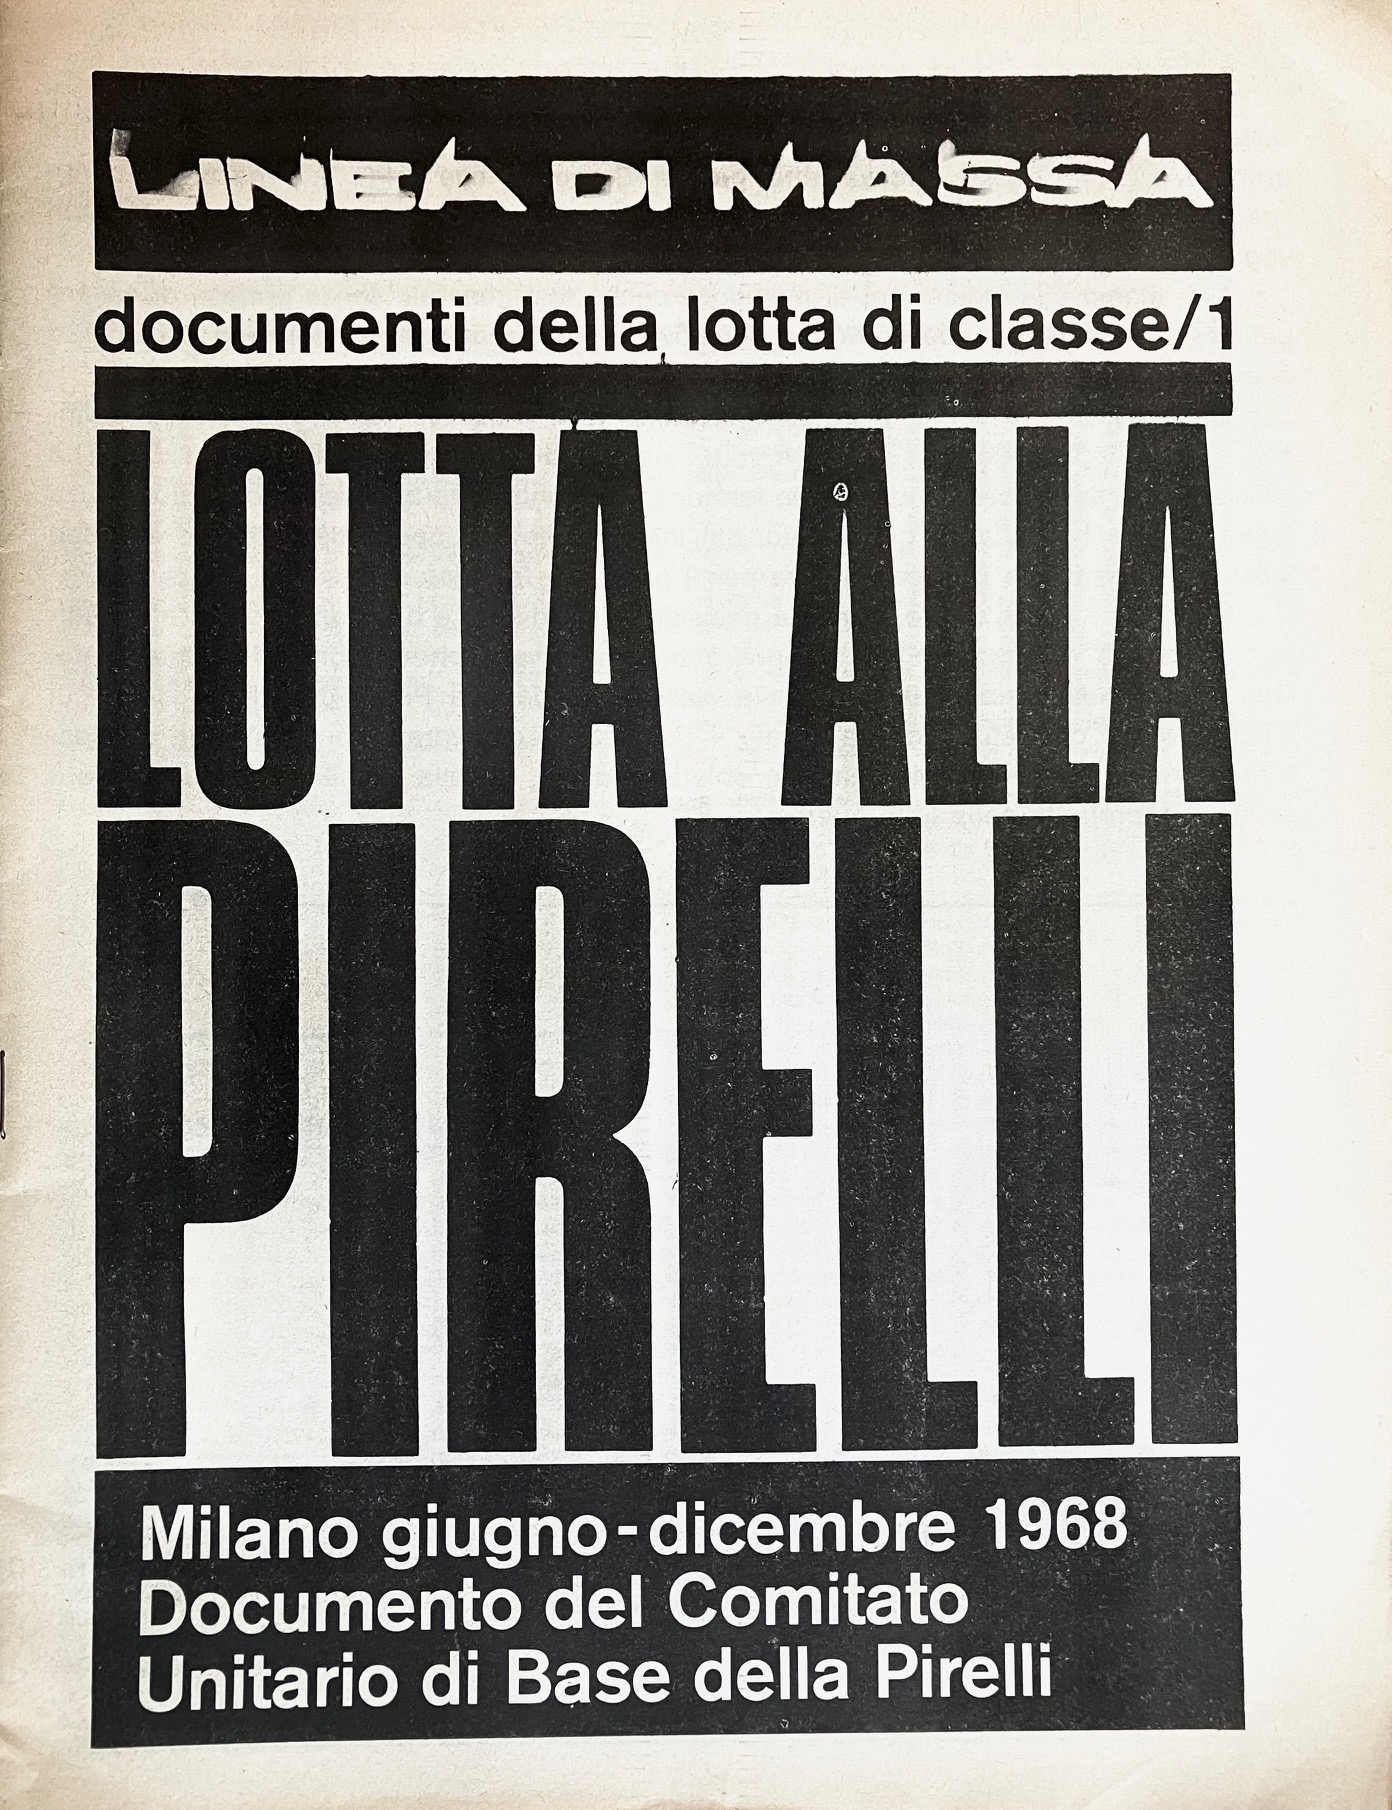 LINEA DI MASSA
documenti della lotta di classe/1
LOTTA ALLA
PIRELLI
Milano giugno-dicembre 1968
Documento del Comitato
Unitario di Base della Pirelli